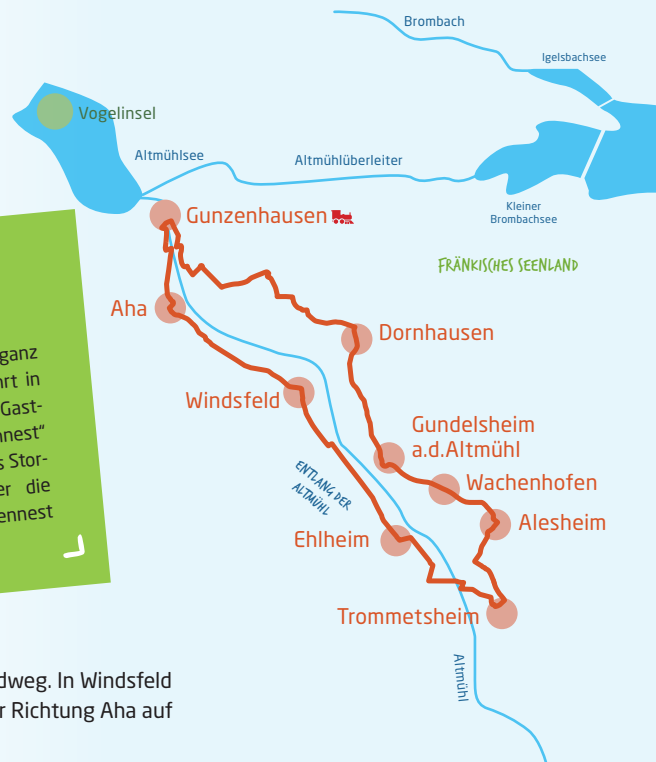 Brombach
Igelsbachsee
Vogelinsel
Altmühlsee
Altmühlüberleiter
Kleiner
Brombachsee
Gunzenhausen
FRÄNKISCHES SEENLAND
Aha
Dornhausen
Windsfeld
Gundelsheim
a.d.Altmühl
Wachenhofen
ENTLANG DER
ALTMÜHL
Alesheim
Ehlheim
Trommetsheim
Altmühl
ganz
rt in
Gast-
nnest“
s Stor-
er die
ennest
dweg. In Windsfeld
r Richtung Aha auf